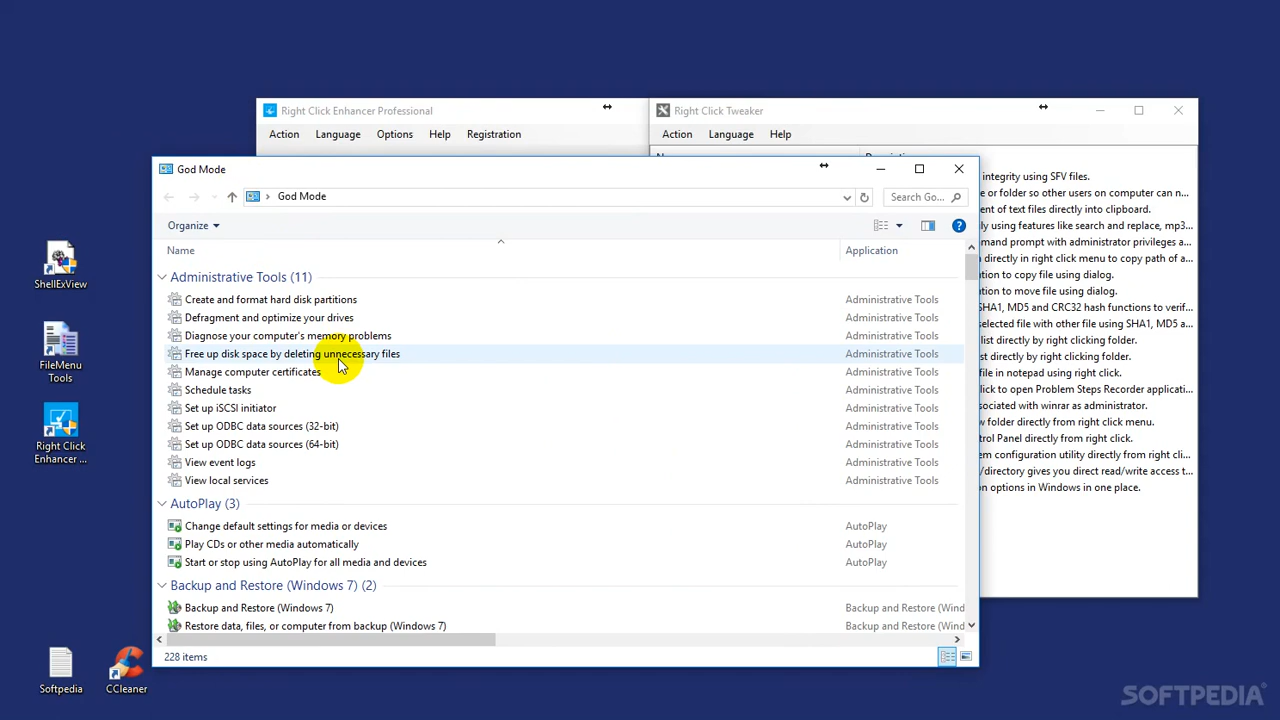 Right Click Enhancer Professional
Action Language Options Help Registration
Right Click Tweaker
Action Language Help
God Mode
God Mode
Search Go...
Organize
Name Application
Administrative Tools (11)
Create and format hard disk partitions Administrative Tools
Defragment and optimize your drives Administrative Tools
Diagnose your computer's memory problems Administrative Tools
Free up disk space by deleting unnecessary files Administrative Tools
Manage computer certificates Administrative Tools
Schedule tasks Administrative Tools
Set up iSCSI initiator Administrative Tools
Set up ODBC data sources (32-bit) Administrative Tools
Set up ODBC data sources (64-bit) Administrative Tools
View event logs Administrative Tools
View local services Administrative Tools
AutoPlay (3)
Change default settings for media or devices AutoPlay
Play CDs or other media automatically AutoPlay
Start or stop using AutoPlay for all media and devices AutoPlay
Backup and Restore (Windows 7) (2)
Backup and Restore (Windows 7) Backup and Restore (Wind
Restore data, files, or computer from backup (Windows 7) Backup and Restore (Wind
228 items
integrity using SFV files.
e or folder so other users on computer can n...
ent of text files directly into clipboard.
y using features like search and replace, mp3...
mand prompt with administrator privileges a...
n directly in right click menu to copy path of a...
ntion to copy file using dialog.
ntion to move file using dialog.
SHA1, MD5 and CRC32 hash functions to verif...
selected file with other file using SHA1, MD5 ...
list directly by right clicking folder.
list directly by right clicking folder.
file in notepad using right click.
click to open Problem Steps Recorder applicati...
sociated with winrar as administrator.
w folder directly from right click menu.
trol Panel directly from right click.
em configuration utility directly from right cli...
/directory gives you direct read/write access t...
on options in Windows in one place.
ShellExView
FileMenu
Tools
Right Click
Enhancer ...
Softpedia
CCleaner
SOFTPEDIA®